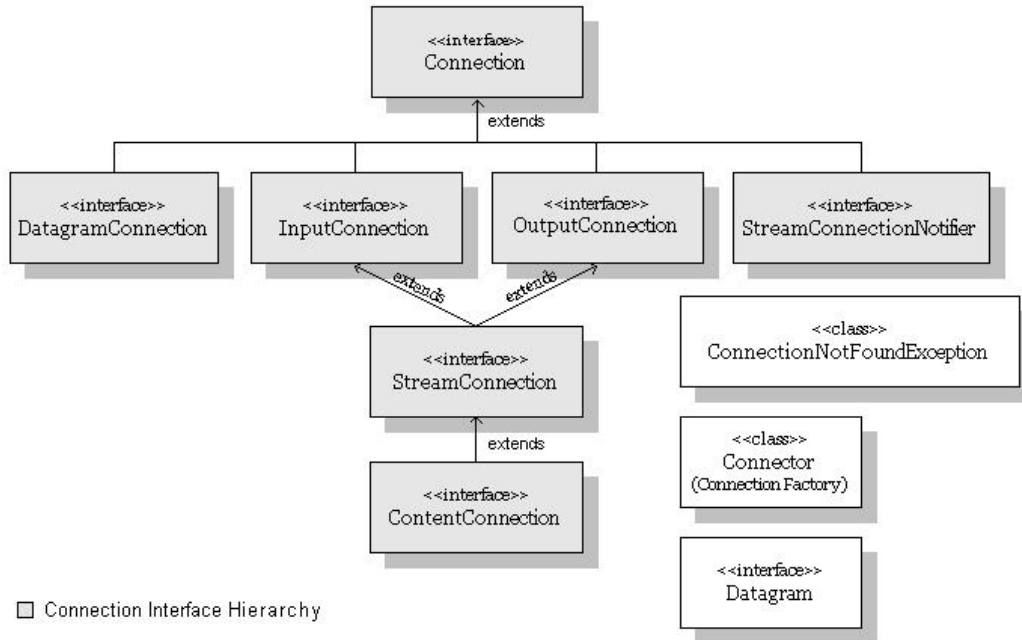 <<interface>>
Connection
extends
<<interface>>
DatagramConnection
<<interface>>
InputConnection
<<interface>>
OutputConnection
<<interface>>
StreamConnectionNotifier
extends
extends
<<interface>>
StreamConnection
<<class>>
ConnectionNotFoundException
extends
<<class>>
Connector
(Connection Factory)
<<interface>>
ContentConnection
<<interface>>
Datagram
Connection Interface Hierarchy